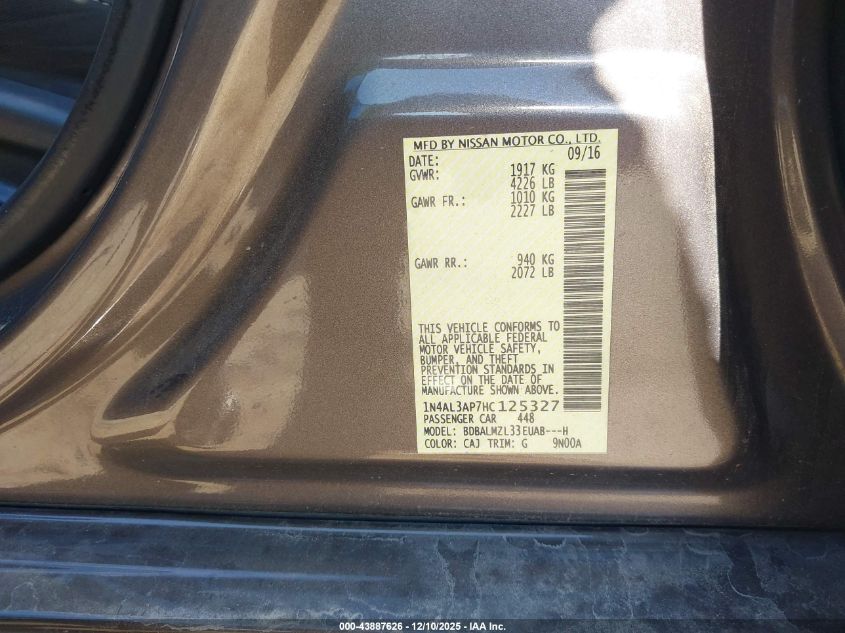 MFD BY NISSAN MOTOR CO., LTD.
DATE: 09/16
GVWR: 1917 KG
4226 LB
GAWR FR.: 1010 KG
2227 LB
GAWR RR.: 940 KG
2072 LB
THIS VEHICLE CONFORMS TO
ALL APPLICABLE FEDERAL
MOTOR VEHICLE SAFETY,
BUMPER, AND THEFT
PREVENTION STANDARDS IN
EFFECT ON THE DATE OF
MANUFACTURE SHOWN ABOVE.
1N4AL3AP7HC125327
PASSENGER CAR 448
MODEL: BDBALMZL33EUAB---H
COLOR: CAJ TRIM: G 9N00A
000-43887626 - 12/10/2025 - IAA Inc.